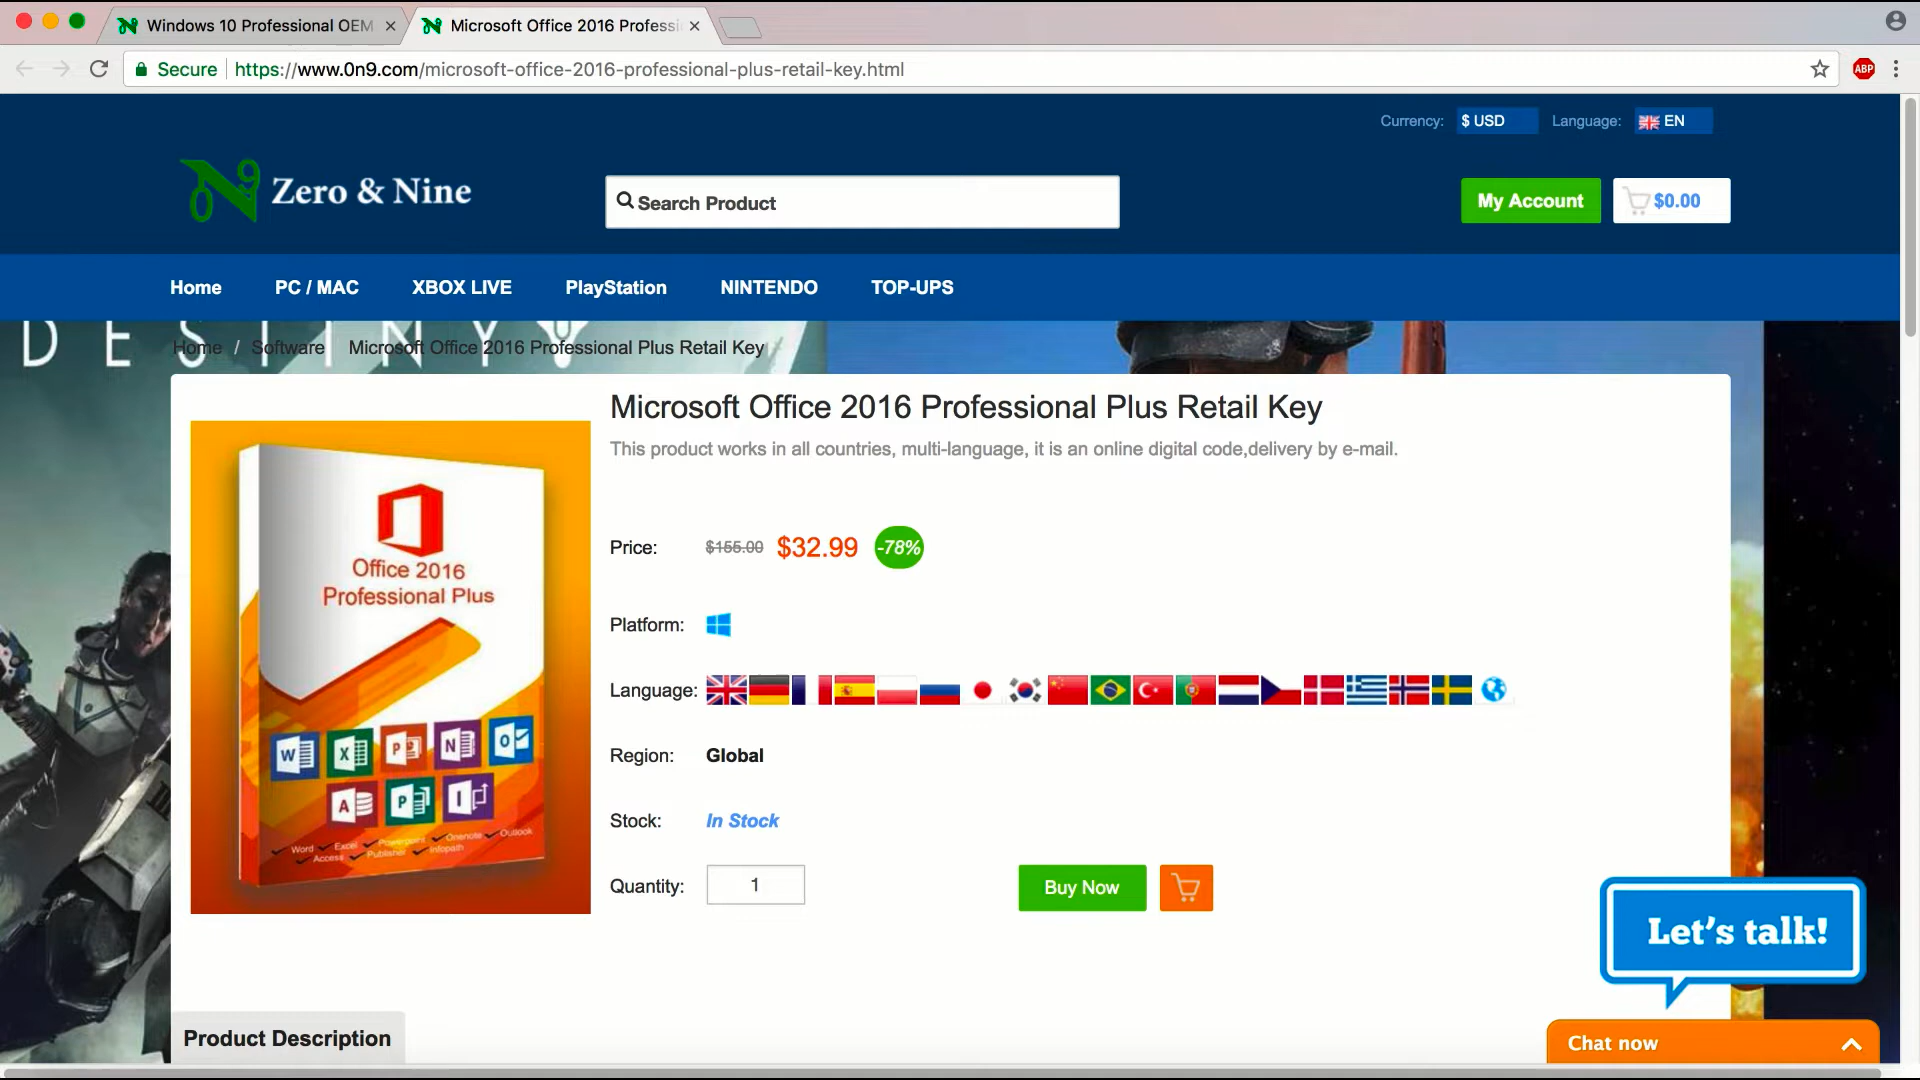 Windows 10 Professional OEM
Microsoft Office 2016 Professi
Secure
https://www.0n9.com/microsoft-office-2016-professional-plus-retail-key.html
ABP
Currency:
$ USD
Language:
EN
0N9
Zero & Nine
Search Product
My Account
$0.00
Home
PC / MAC
XBOX LIVE
PlayStation
NINTENDO
TOP-UPS
DESTINY
Home / Software
Microsoft Office 2016 Professional Plus Retail Key
Microsoft Office 2016 Professional Plus Retail Key
This product works in all countries, multi-language, it is an online digital code,delivery by e-mail.
Office 2016
Professional Plus
W
X
P
N
O
A
P
I
Word Excel Powerpoint Onenote Outlook
Access Publisher Infopath
Price:
$155.00
$32.99
-78%
Platform:
Language:
Region:
Global
Stock:
In Stock
Quantity:
1
Buy Now
Let's talk!
Product Description
Chat now